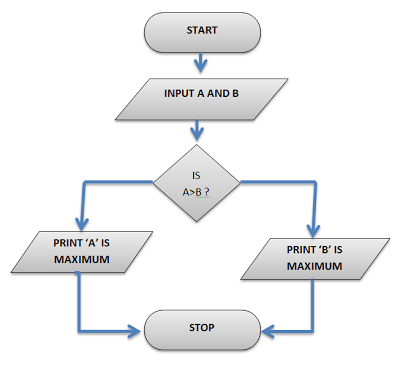 START
INPUT A AND B
IS
A>B ?
PRINT ‘A’ IS
MAXIMUM
PRINT ‘B’ IS
MAXIMUM
STOP